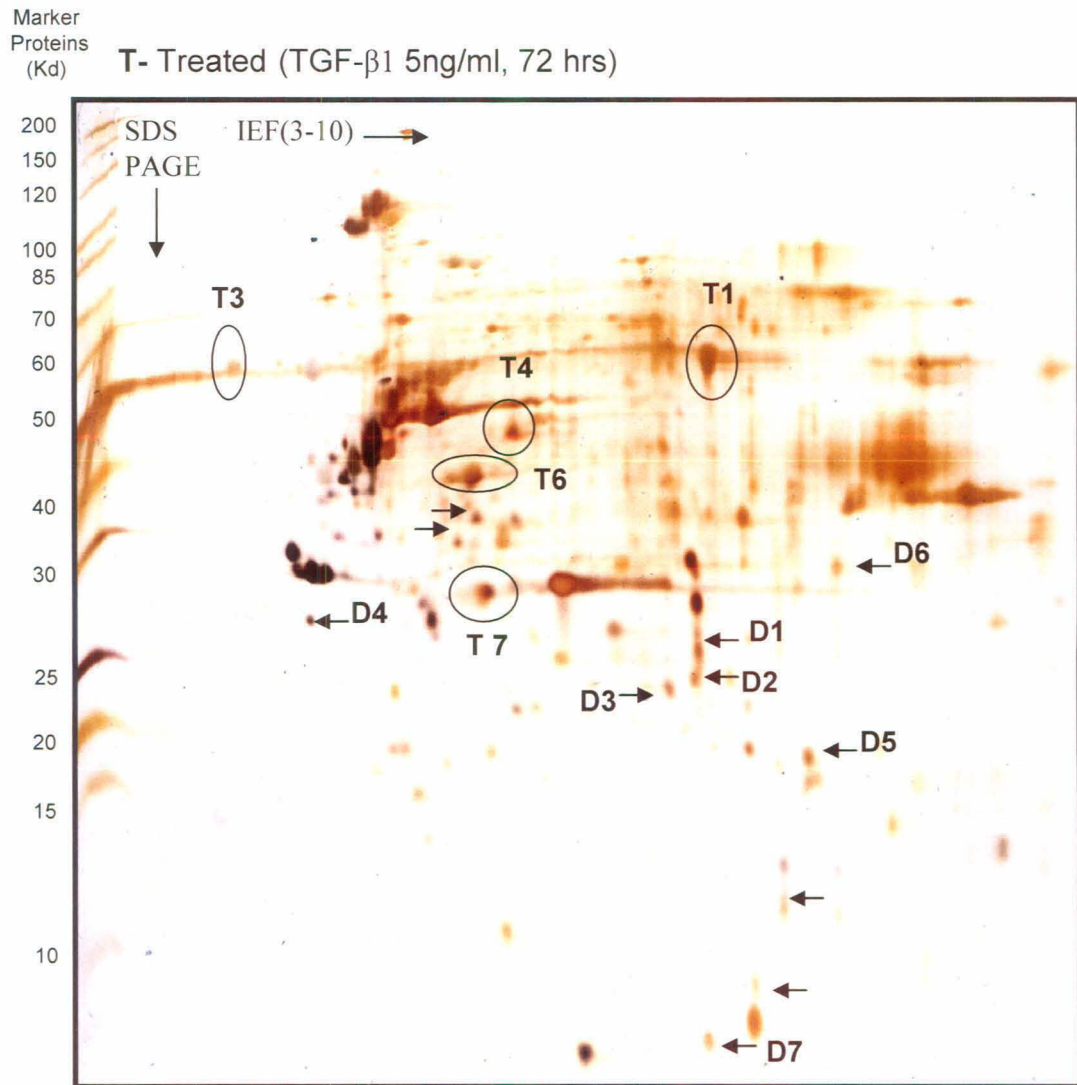 Marker
Proteins
(Kd)
T- Treated (TGF-β1 5ng/ml, 72 hrs)
200
150
120
100
85
70
60
50
40
30
25
20
15
10
SDS
PAGE
IEF(3-10)
T3
T1
T4
T6
D6
D4
T 7
D1
D2
D3
D5
D7